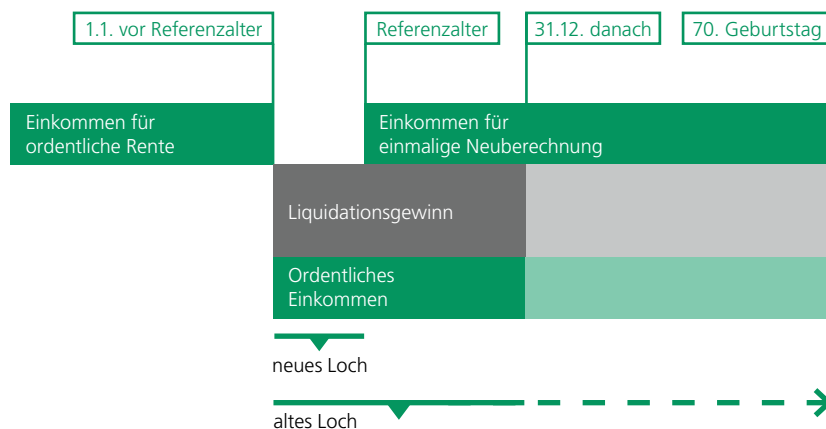 1.1. vor Referenzalter
Referenzalter
31.12. danach
70. Geburtstag
Einkommen für
ordentliche Rente
Einkommen für
einmalige Neuberechnung
Liquidationsgewinn
Ordentliches
Einkommen
neues Loch
altes Loch